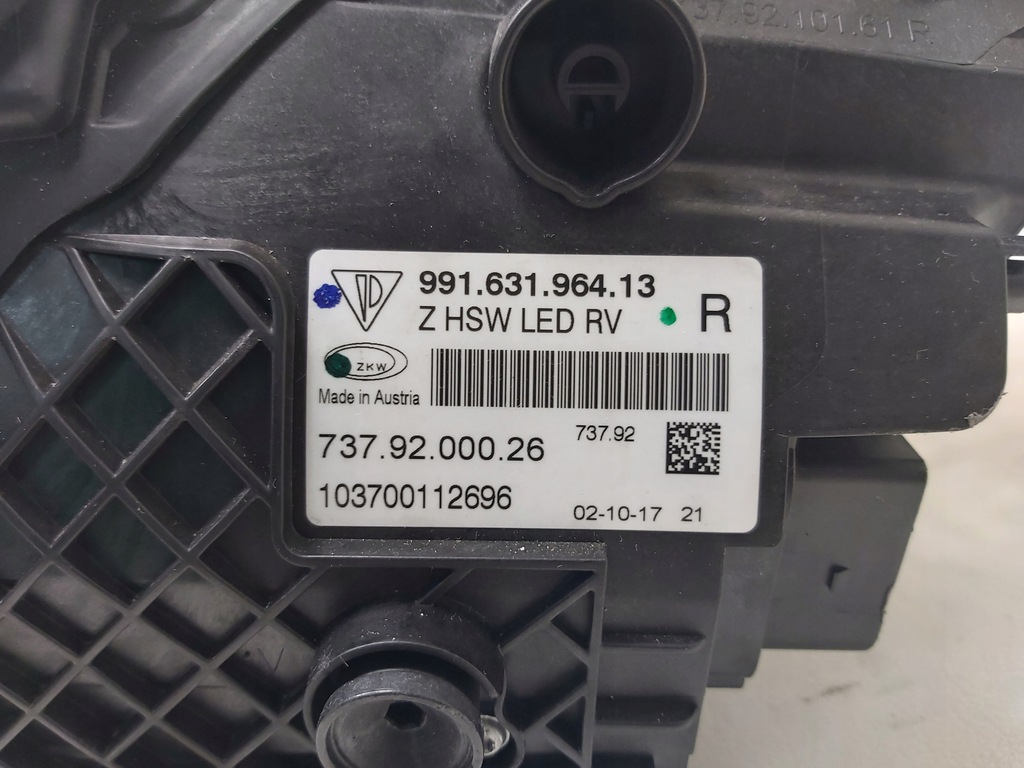 737.92.101.61 R
991.631.964.13
Z HSW LED RV
R
ZKW
Made in Austria
737.92
737.92.000.26
103700112696
02-10-17 21